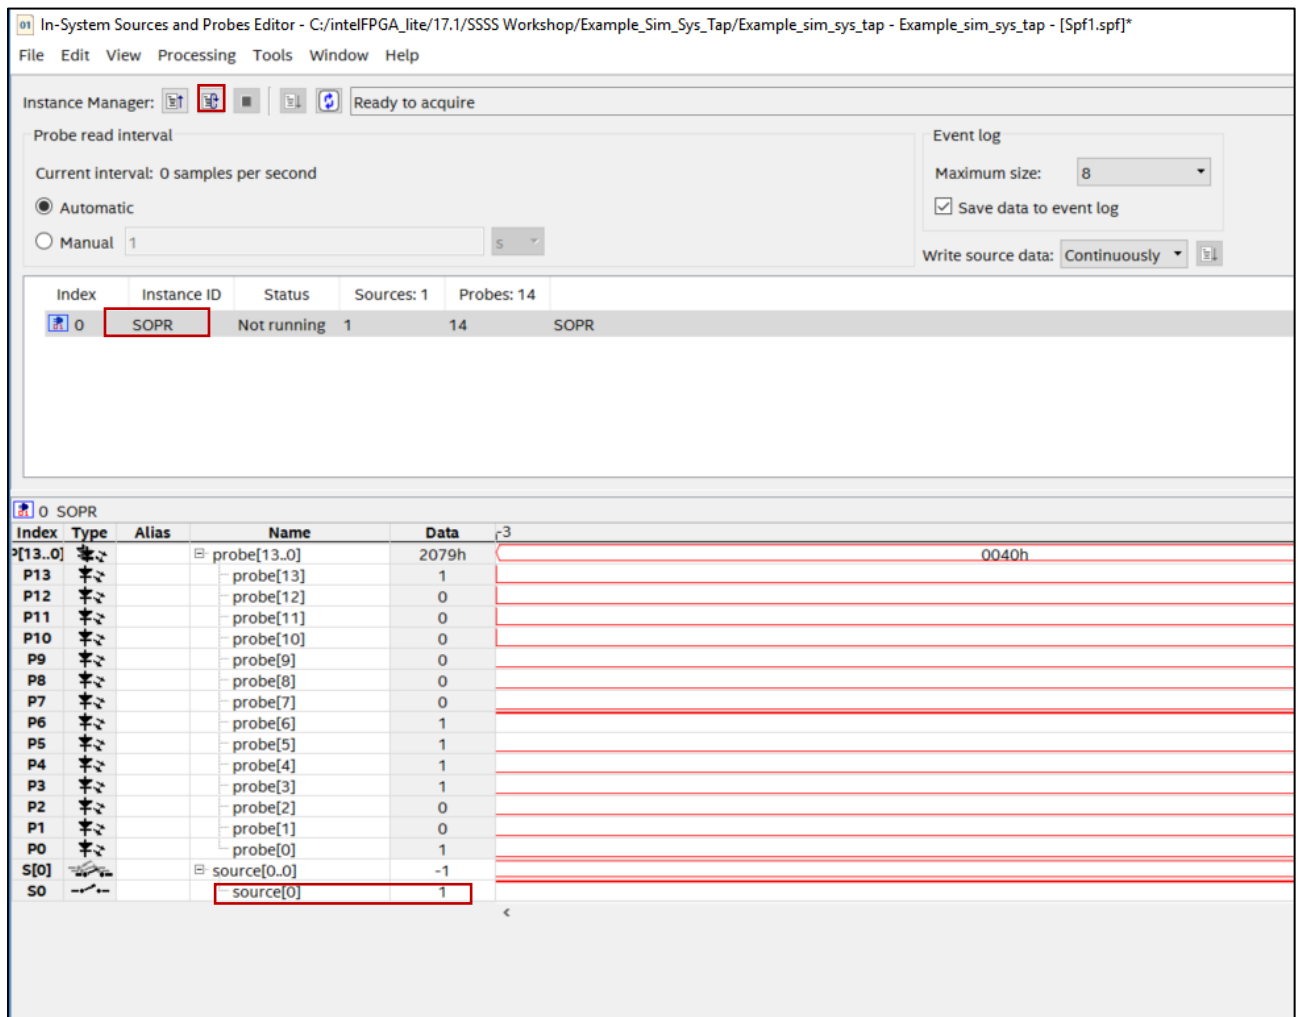 In-System Sources and Probes Editor - C:/intelFPGA_lite/17.1/SSSS Workshop/Example_Sim_Sys_Tap/Example_sim_sys_tap - Example_sim_sys_tap - [Spf1.spf]*
File Edit View Processing Tools Window Help
Instance Manager: Ready to acquire
Probe read interval Event log
Current interval: 0 samples per second Maximum size: 8
Automatic Save data to event log
Manual 1 s
Write source data: Continuously
Index Instance ID Status Sources: 1 Probes: 14
0 SOPR Not running 1 14 SOPR
0 SOPR
Index Type Alias Name Data -3
P[13..0] probe[13..0] 2079h 0040h
P13 probe[13] 1
P12 probe[12] 0
P11 probe[11] 0
P10 probe[10] 0
P9 probe[9] 0
P8 probe[8] 0
P7 probe[7] 0
P6 probe[6] 1
P5 probe[5] 1
P4 probe[4] 1
P3 probe[3] 1
P2 probe[2] 0
P1 probe[1] 0
P0 probe[0] 1
S[0] source[0..0] -1
S0 source[0] 1